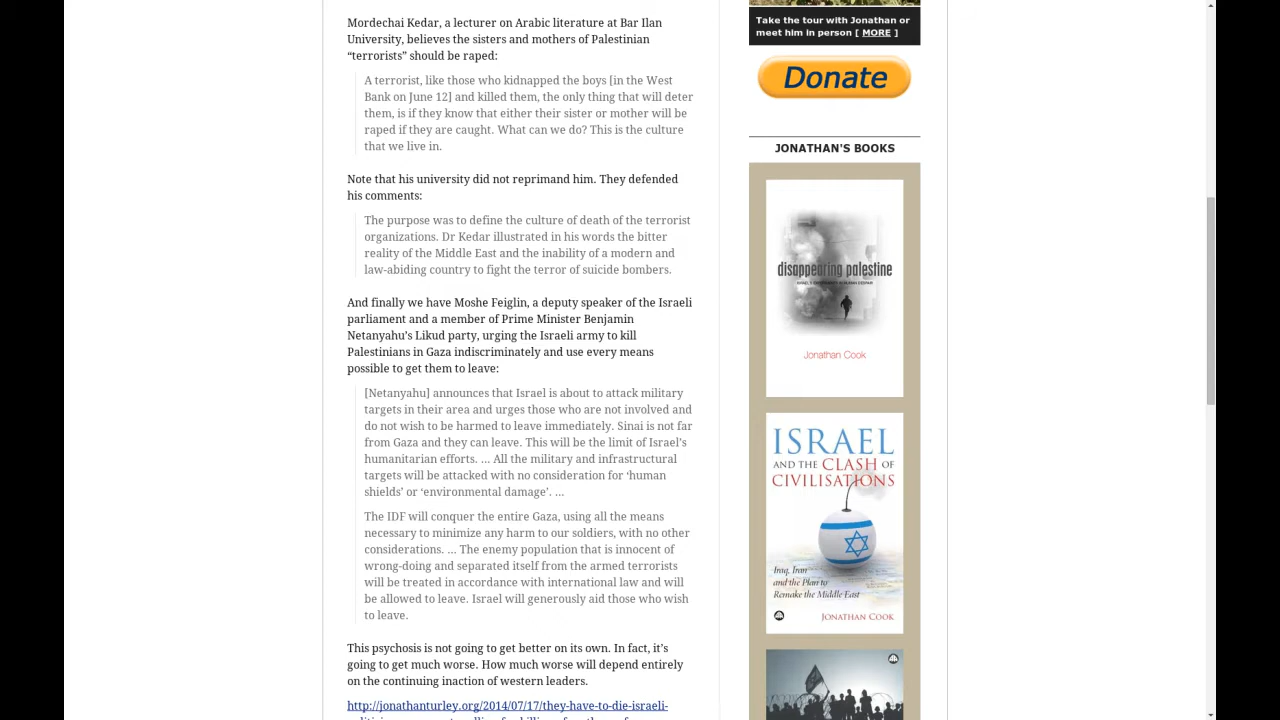 Mordechai Kedar, a lecturer on Arabic literature at Bar Ilan
University, believes the sisters and mothers of Palestinian
“terrorists” should be raped:
A terrorist, like those who kidnapped the boys [in the West
Bank on June 12] and killed them, the only thing that will deter
them, is if they know that either their sister or mother will be
raped if they are caught. What can we do? This is the culture
that we live in.
Note that his university did not reprimand him. They defended
his comments:
The purpose was to define the culture of death of the terrorist
organizations. Dr Kedar illustrated in his words the bitter
reality of the Middle East and the inability of a modern and
law-abiding country to fight the terror of suicide bombers.
And finally we have Moshe Feiglin, a deputy speaker of the Israeli
parliament and a member of Prime Minister Benjamin
Netanyahu’s Likud party, urging the Israeli army to kill
Palestinians in Gaza indiscriminately and use every means
possible to get them to leave:
[Netanyahu] announces that Israel is about to attack military
targets in their area and urges those who are not involved and
do not wish to be harmed to leave immediately. Sinai is not far
from Gaza and they can leave. This will be the limit of Israel’s
humanitarian efforts. … All the military and infrastructural
targets will be attacked with no consideration for ‘human
shields’ or ‘environmental damage’. …
The IDF will conquer the entire Gaza, using all the means
necessary to minimize any harm to our soldiers, with no other
considerations. … The enemy population that is innocent of
wrong-doing and separated itself from the armed terrorists
will be treated in accordance with international law and will
be allowed to leave. Israel will generously aid those who wish
to leave.
This psychosis is not going to get better on its own. In fact, it’s
going to get much worse. How much worse will depend entirely
on the continuing inaction of western leaders.
http://jonathanturley.org/2014/07/17/they-have-to-die-israeli-
Take the tour with Jonathan or
meet him in person [ MORE ]
Donate
JONATHAN’S BOOKS
disappearing palestine
Jonathan Cook
ISRAEL
AND THE CLASH OF
CIVILISATIONS
Iraq, Iran
and the Plan to
Remake the Middle East
JONATHAN COOK